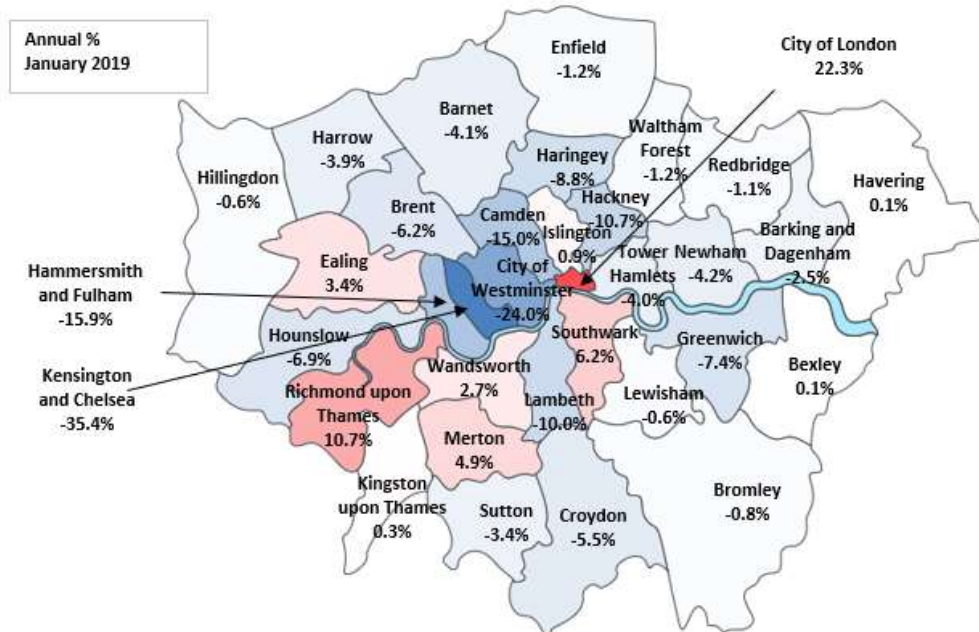 Annual %
January 2019
Enfield
-1.2%
City of London
22.3%
Barnet
-4.1%
Harrow
-3.9%
Waltham
Forest
-1.2%
Haringey
-8.8%
Redbridge
-1.1%
Hillingdon
-0.6%
Havering
0.1%
Hackney
-10.7%
Brent
-6.2%
Camden
-15.0%
Islington
0.9%
Barking and
Dagenham
-2.5%
Ealing
3.4%
Tower
Hamlets
-4.0%
Newham
-4.2%
City of
Westminster
-24.0%
Hammersmith
and Fulham
-15.9%
Hounslow
-6.9%
Southwark
6.2%
Greenwich
-7.4%
Bexley
0.1%
Kensington
and Chelsea
-35.4%
Wandsworth
2.7%
Richmond upon
Thames
10.7%
Lambeth
-10.0%
Lewisham
-0.6%
Merton
4.9%
Kingston
upon Thames
0.3%
Sutton
-3.4%
Croydon
-5.5%
Bromley
-0.8%